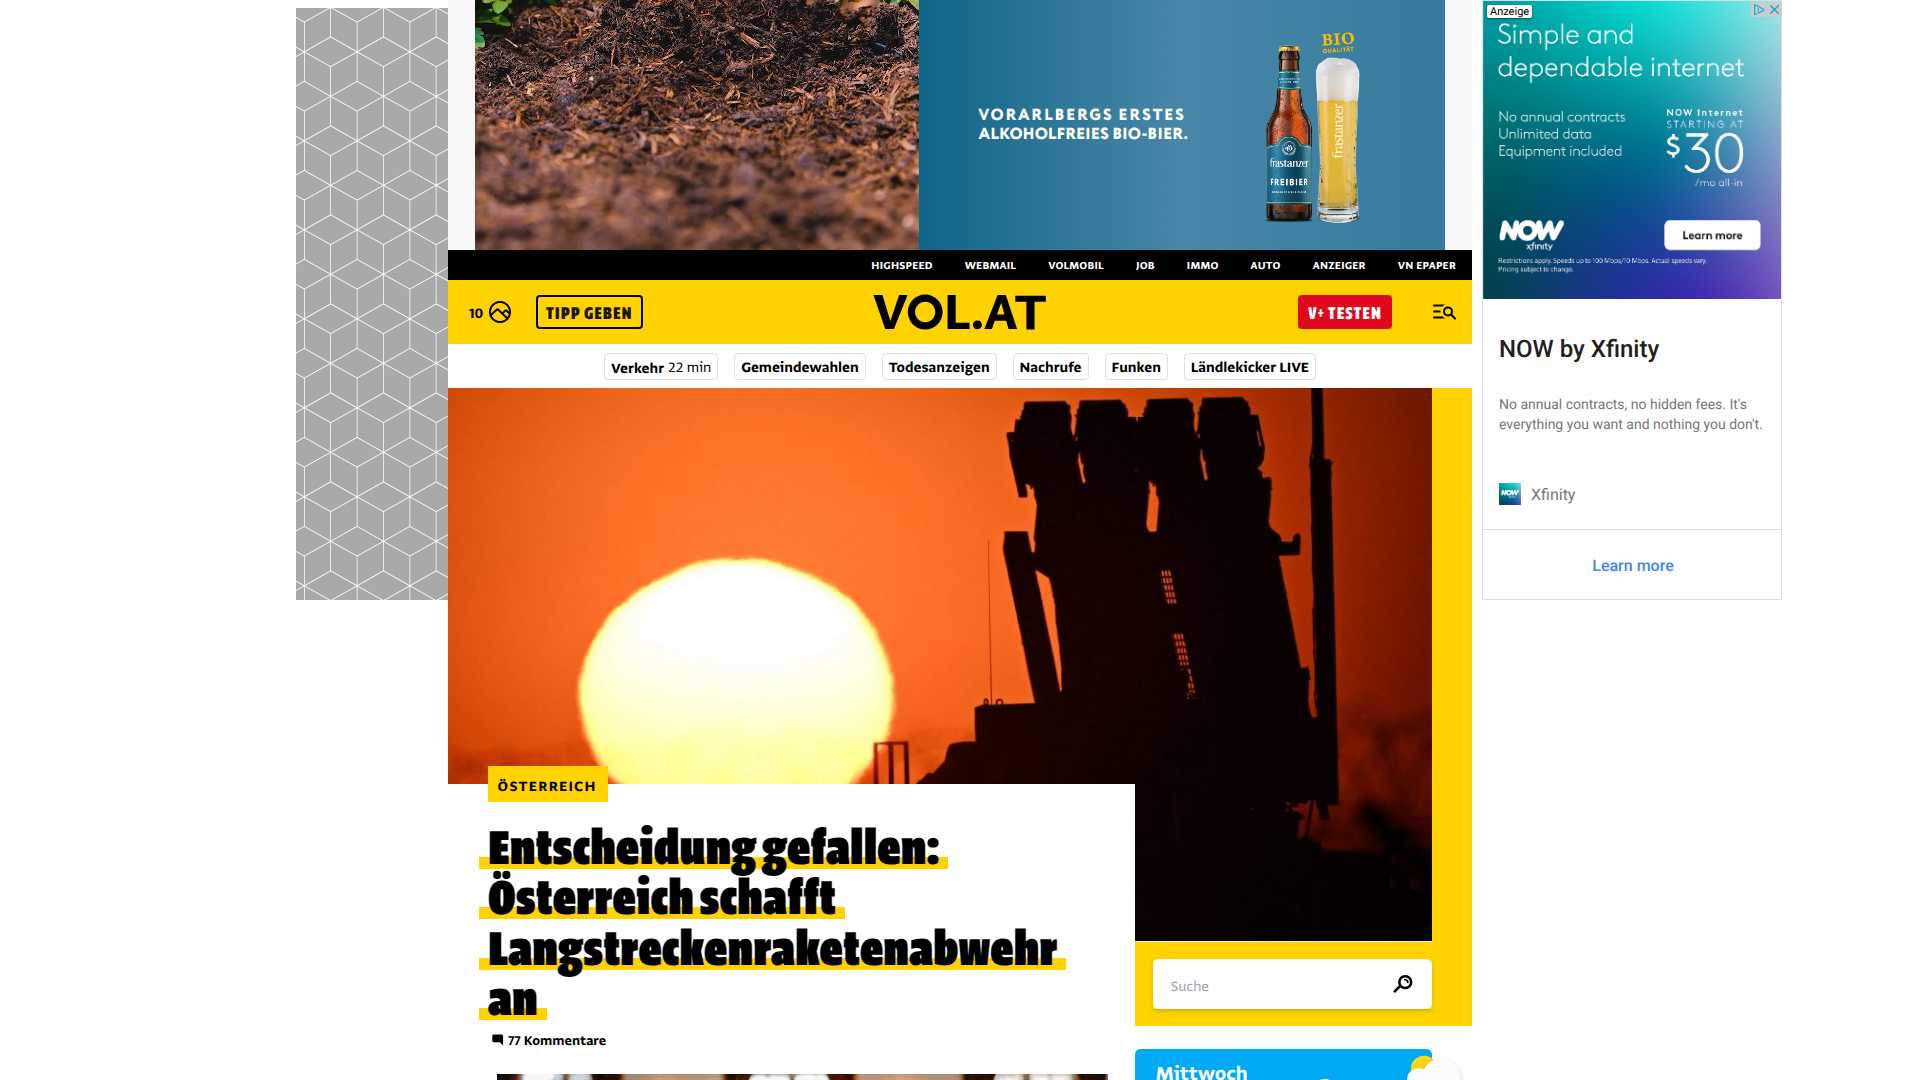 VORARLBERGS ERSTES
ALKOHOLFREIES BIO-BIER.
BIO
QUALITÄT
frastanzer
FREIBIER
frastanzer
Anzeige
Simple and
dependable internet
No annual contracts
Unlimited data
Equipment included
NOW Internet
STARTING AT
$30
/mo all-in
NOW
xfinity
Learn more
Restrictions apply. Speeds up to 100 Mbps/10 Mbps. Actual speeds vary.
Pricing subject to change.
HIGHSPEED WEBMAIL VOLMOBIL JOB IMMO AUTO ANZEIGER VN EPAPER
10 TIPP GEBEN VOL.AT V+ TESTEN
Verkehr 22 min Gemeindewahlen Todesanzeigen Nachrufe Funken Ländlekicker LIVE
NOW by Xfinity
No annual contracts, no hidden fees. It's
everything you want and nothing you don't.
NOW
Xfinity
Learn more
ÖSTERREICH
Entscheidung gefallen:
Österreich schafft
Langstreckenraketenabwehr
an
77 Kommentare
Suche
Mittwoch